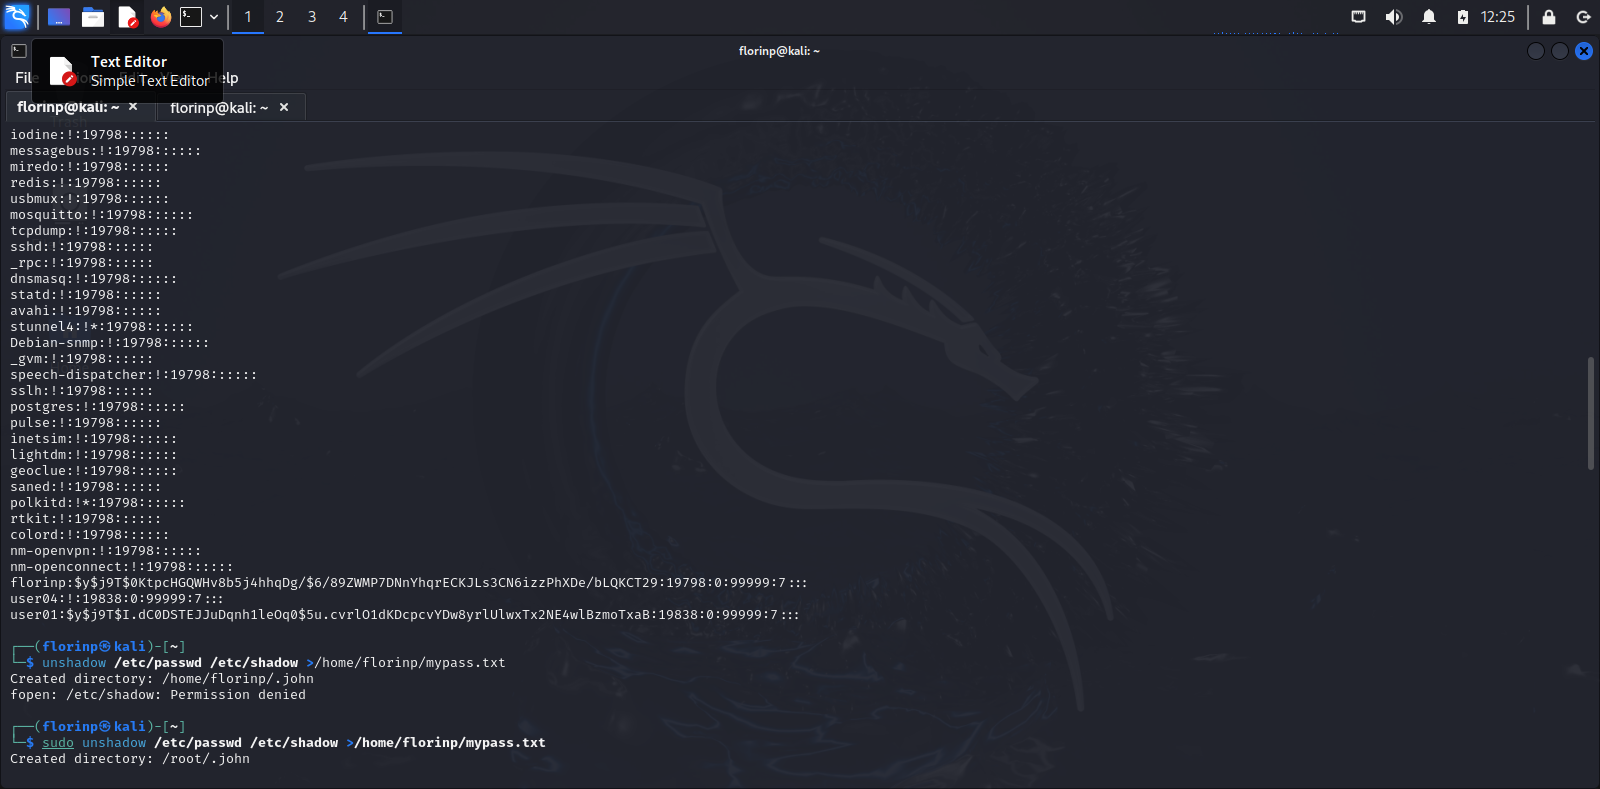 1 2 3 4 12:25
florinp@kali: ~
Text Editor
Simple Text Editor
File Help
florinp@kali: ~ × florinp@kali: ~ ×
iodine:!:19798::::::
messagebus:!:19798::::::
miredo:!:19798::::::
redis:!:19798::::::
usbmux:!:19798::::::
mosquitto:!:19798::::::
tcpdump:!:19798::::::
sshd:!:19798::::::
_rpc:!:19798::::::
dnsmasq:!:19798::::::
statd:!:19798::::::
avahi:!:19798::::::
stunnel4:!*:19798::::::
Debian-snmp:!:19798::::::
_gvm:!:19798::::::
speech-dispatcher:!:19798::::::
sslh:!:19798::::::
postgres:!:19798::::::
pulse:!:19798::::::
inetsim:!:19798::::::
lightdm:!:19798::::::
geoclue:!:19798::::::
saned:!:19798::::::
polkitd:!*:19798::::::
rtkit:!:19798::::::
colord:!:19798::::::
nm-openvpn:!:19798::::::
nm-openconnect:!:19798::::::
florinp:$y$j9T$0KtpcHGQWHv8b5j4hhqDg/$6/89ZWMP7DNnYhqrECKJLs3CN6izzPhXDe/bLQKCT29:19798:0:99999:7:::
user04:!:19838:0:99999:7:::
user01:$y$j9T$I.dC0DSTEJJuDqnh1leOq0$5u.cvrlO1dKDcpcvYDw8yrlUlwxTx2NE4wlBzmoTxaB:19838:0:99999:7:::
┌──(florinp㉿kali)-[~]
└─$ unshadow /etc/passwd /etc/shadow >/home/florinp/mypass.txt
Created directory: /home/florinp/.john
fopen: /etc/shadow: Permission denied
┌──(florinp㉿kali)-[~]
└─$ sudo unshadow /etc/passwd /etc/shadow >/home/florinp/mypass.txt
Created directory: /root/.john